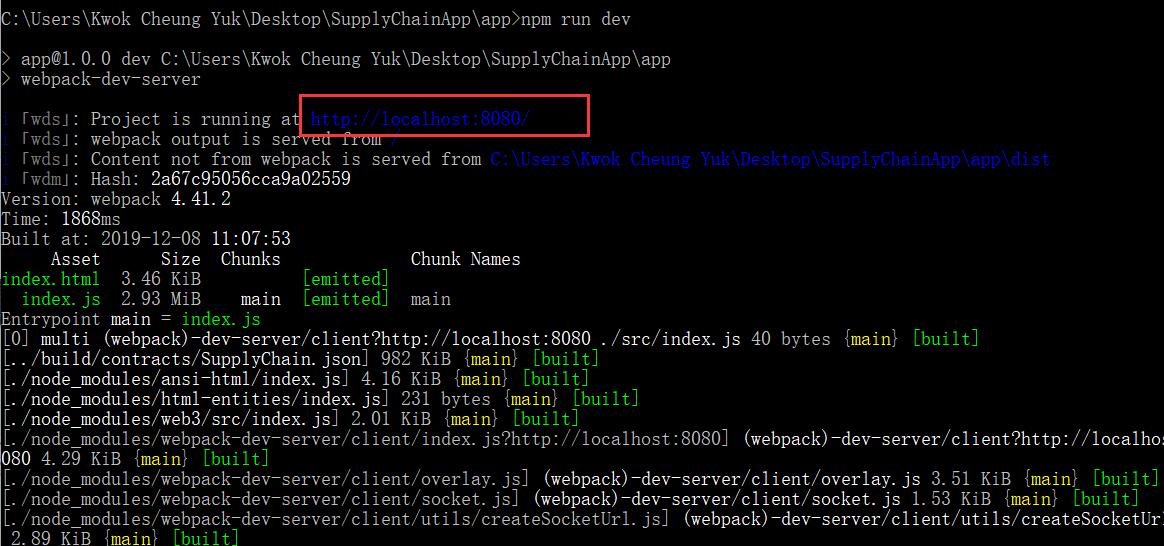 C:\Users\Kwok Cheung Yuk\Desktop\SupplyChainApp\app>npm run dev
> app@1.0.0 dev C:\Users\Kwok Cheung Yuk\Desktop\SupplyChainApp\app
> webpack-dev-server
i ｢wds｣: Project is running at http://localhost:8080/
i ｢wds｣: webpack output is served from /
i ｢wds｣: Content not from webpack is served from C:\Users\Kwok Cheung Yuk\Desktop\SupplyChainApp\app\dist
i ｢wdm｣: Hash: 2a67c95056cca9a02559
Version: webpack 4.41.2
Time: 1868ms
Built at: 2019-12-08 11:07:53
Asset Size Chunks Chunk Names
index.html 3.46 KiB [emitted]
index.js 2.93 MiB main [emitted] main
Entrypoint main = index.js
[0] multi (webpack)-dev-server/client?http://localhost:8080 ./src/index.js 40 bytes {main} [built]
[../build/contracts/SupplyChain.json] 982 KiB {main} [built]
[./node_modules/ansi-html/index.js] 4.16 KiB {main} [built]
[./node_modules/html-entities/index.js] 231 bytes {main} [built]
[./node_modules/web3/src/index.js] 2.01 KiB {main} [built]
[./node_modules/webpack-dev-server/client/index.js?http://localhost:8080] (webpack)-dev-server/client?http://localhos
080 4.29 KiB {main} [built]
[./node_modules/webpack-dev-server/client/overlay.js] (webpack)-dev-server/client/overlay.js 3.51 KiB {main} [built]
[./node_modules/webpack-dev-server/client/socket.js] (webpack)-dev-server/client/socket.js 1.53 KiB {main} [built]
[./node_modules/webpack-dev-server/client/utils/createSocketUrl.js] (webpack)-dev-server/client/utils/createSocketUrl
2.89 KiB {main} [built]